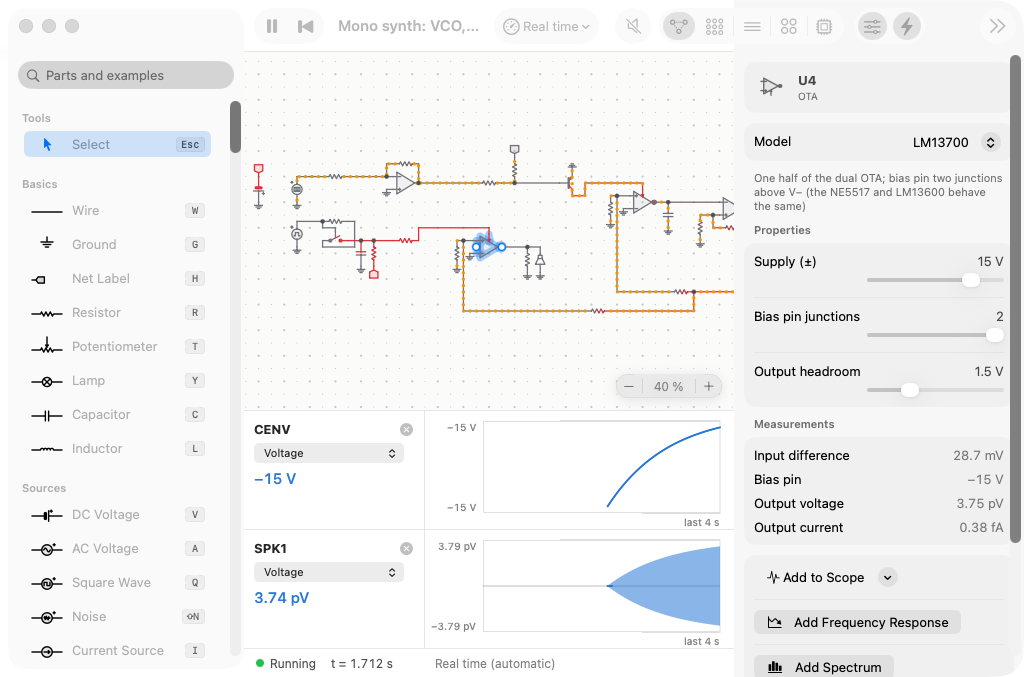 Mono synth: VCO,...
Real time
Parts and examples
Tools
Select Esc
Basics
Wire W
Ground G
Net Label H
Resistor R
Potentiometer T
Lamp Y
Capacitor C
Inductor L
Sources
DC Voltage V
AC Voltage A
Square Wave Q
Noise ⇧N
Current Source I
40 %
CENV
Voltage
−15 V
−15 V
−15 V
last 4 s
SPK1
Voltage
3.74 pV
3.79 pV
−3.79 pV
last 4 s
Running t = 1.712 s Real time (automatic)
U4
OTA
Model LM13700
One half of the dual OTA; bias pin two junctions
above V– (the NE5517 and LM13600 behave
the same)
Properties
Supply (±) 15 V
Bias pin junctions 2
Output headroom 1.5 V
Measurements
Input difference 28.7 mV
Bias pin −15 V
Output voltage 3.75 pV
Output current 0.38 fA
Add to Scope
Add Frequency Response
Add Spectrum